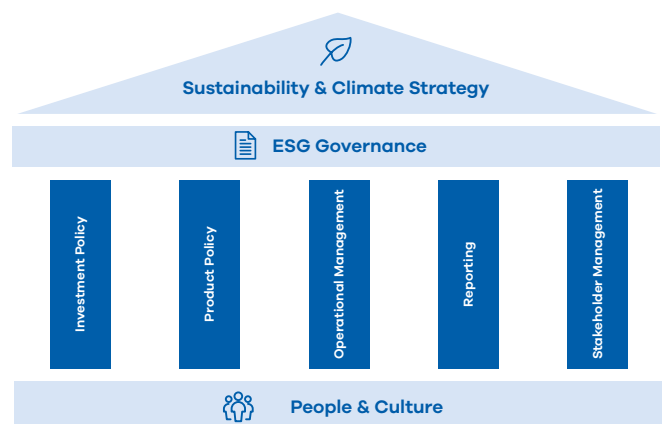 Sustainability & Climate Strategy
ESG Governance
Investment Policy
Product Policy
Operational Management
Reporting
Stakeholder Management
People & Culture